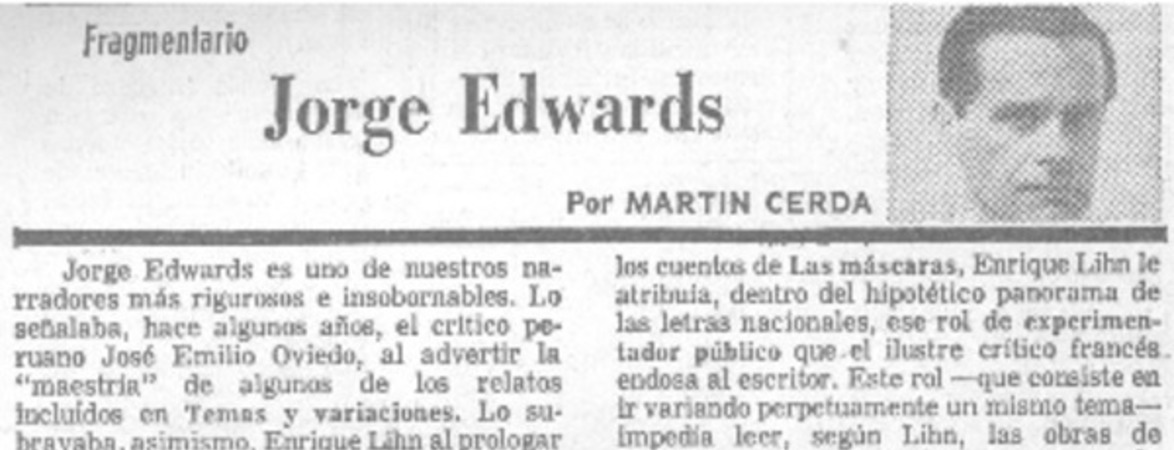 Fragmentario
Jorge Edwards
Por MARTIN CERDA
Jorge Edwards es uno de nuestros na-
rradores más rigurosos e insobornables. Lo
señalaba, hace algunos años, el crítico pe-
ruano José Emilio Oviedo, al advertir la
"maestría" de algunos de los relatos
incluídos en Temas y variaciones. Lo su-
brayaba, asimismo, Enrique Lihn al prologar
los cuentos de Las máscaras, Enrique Lihn le
atribuía, dentro del hipotético panorama de
las letras nacionales, ese rol de experimen-
tador público que el ilustre crítico francés
endosa al escritor. Este rol —que consiste en
ir variando perpetuamente un mismo tema—
impedía leer, según Lihn, las obras de